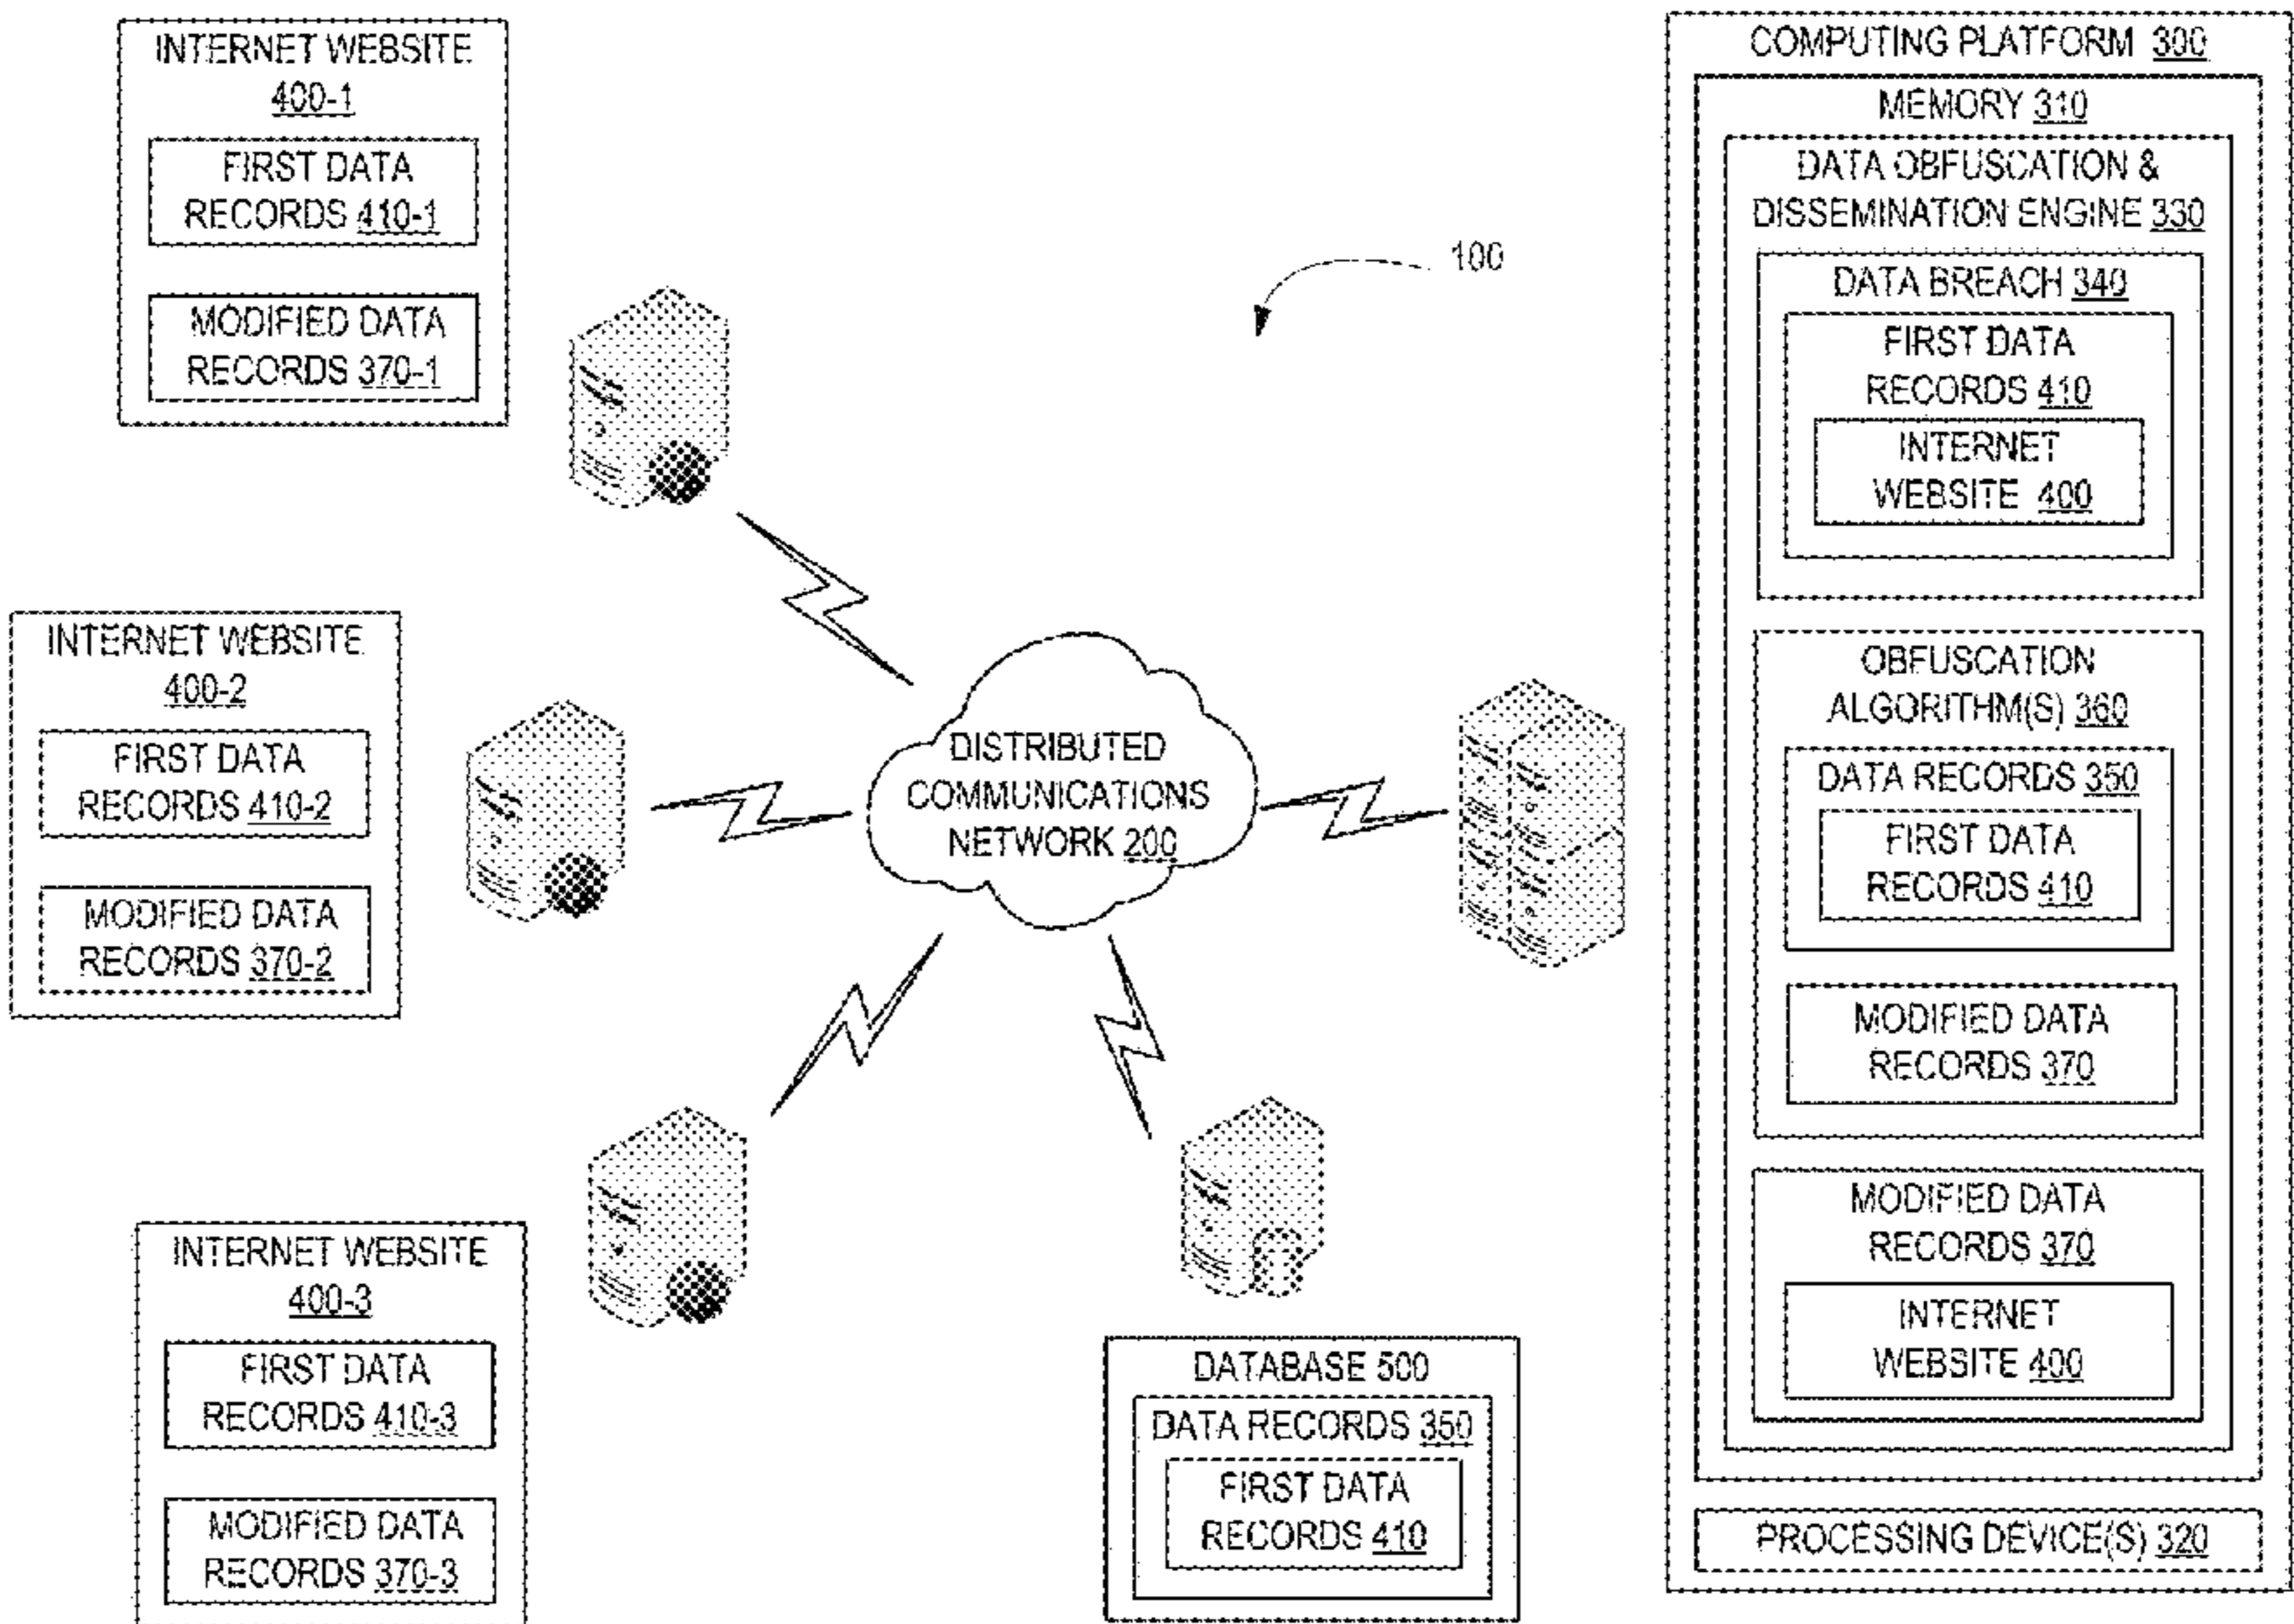 INTERNET WEBSITE
400-1
FIRST DATA
RECORDS 410-1
MODIFIED DATA
RECORDS 370-1
INTERNET WEBSITE
400-2
FIRST DATA
RECORDS 410-2
MODIFIED DATA
RECORDS 370-2
INTERNET WEBSITE
400-3
FIRST DATA
RECORDS 410-3
MODIFIED DATA
RECORDS 370-3
100
DISTRIBUTED
COMMUNICATIONS
NETWORK 200
DATABASE 500
DATA RECORDS 350
FIRST DATA
RECORDS 410
COMPUTING PLATFORM 300
MEMORY 310
DATA OBFUSCATION &
DISSEMINATION ENGINE 330
DATA BREACH 340
FIRST DATA
RECORDS 410
INTERNET
WEBSITE 400
OBFUSCATION
ALGORITHM(S) 360
DATA RECORDS 350
FIRST DATA
RECORDS 410
MODIFIED DATA
RECORDS 370
MODIFIED DATA
RECORDS 370
INTERNET
WEBSITE 400
PROCESSING DEVICE(S) 320